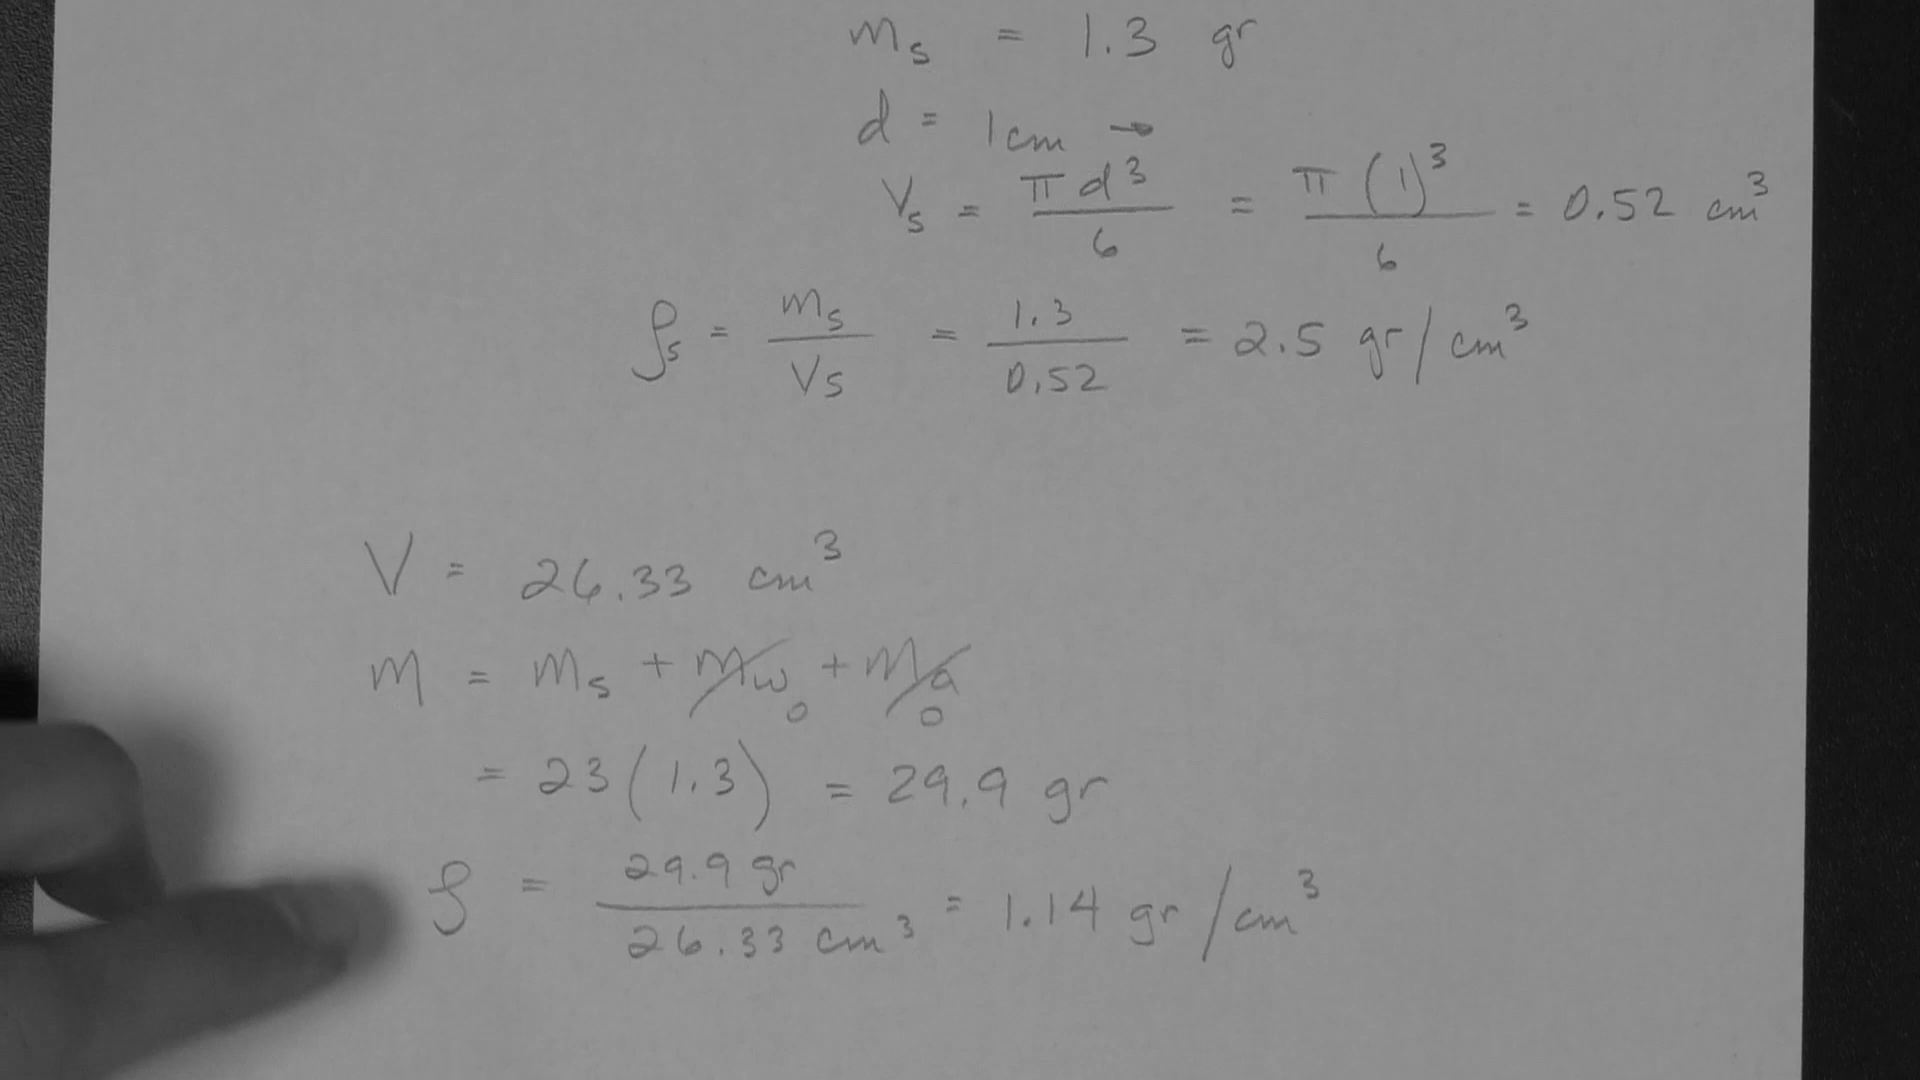 ms = 1.3 gr
d = 1cm →
Vs = πd³/6 = π(1)³/6 = 0.52 cm³
ρs = ms/Vs = 1.3/0.52 = 2.5 gr/cm³
V = 26.33 cm³
m = ms + mw 0 + ma 0
= 23(1.3) = 29.9 gr
ρ = 29.9 gr/26.33 cm³ = 1.14 gr/cm³